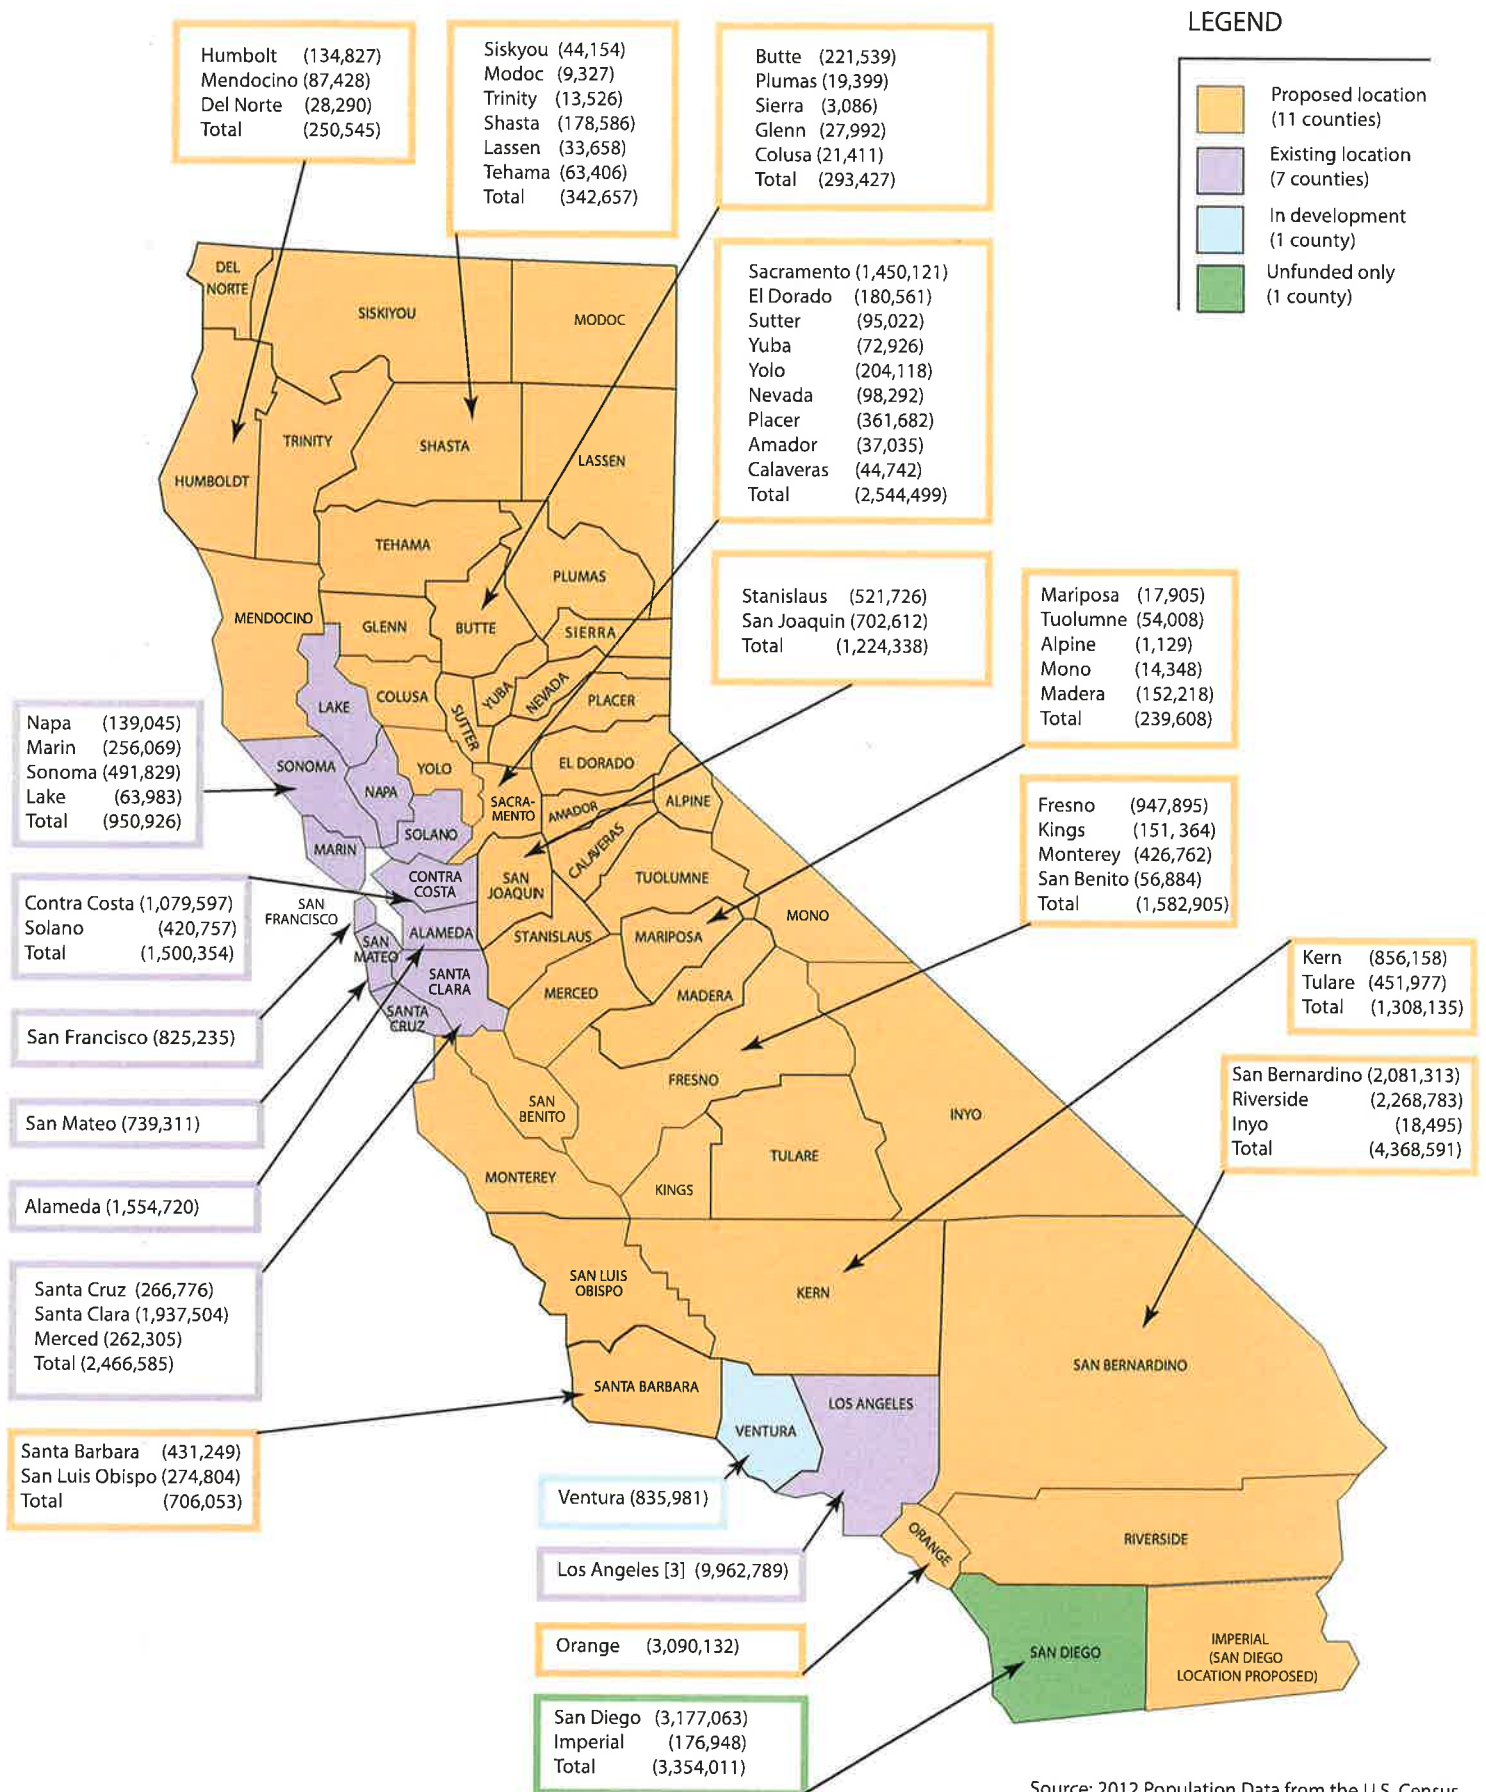 LEGEND
Proposed location
(11 counties)
Existing location
(7 counties)
In development
(1 county)
Unfunded only
(1 county)
Humbolt (134,827)
Mendocino (87,428)
Del Norte (28,290)
Total (250,545)
Siskyou (44,154)
Modoc (9,327)
Trinity (13,526)
Shasta (178,586)
Lassen (33,658)
Tehama (63,406)
Total (342,657)
Butte (221,539)
Plumas (19,399)
Sierra (3,086)
Glenn (27,992)
Colusa (21,411)
Total (293,427)
Sacramento (1,450,121)
El Dorado (180,561)
Sutter (95,022)
Yuba (72,926)
Yolo (204,118)
Nevada (98,292)
Placer (361,682)
Amador (37,035)
Calaveras (44,742)
Total (2,544,499)
Stanislaus (521,726)
San Joaquin (702,612)
Total (1,224,338)
Mariposa (17,905)
Tuolumne (54,008)
Alpine (1,129)
Mono (14,348)
Madera (152,218)
Total (239,608)
Fresno (947,895)
Kings (151, 364)
Monterey (426,762)
San Benito (56,884)
Total (1,582,905)
Kern (856,158)
Tulare (451,977)
Total (1,308,135)
San Bernardino (2,081,313)
Riverside (2,268,783)
Inyo (18,495)
Total (4,368,591)
Napa (139,045)
Marin (256,069)
Sonoma (491,829)
Lake (63,983)
Total (950,926)
Contra Costa (1,079,597)
Solano (420,757)
Total (1,500,354)
San Francisco (825,235)
San Mateo (739,311)
Alameda (1,554,720)
Santa Cruz (266,776)
Santa Clara (1,937,504)
Merced (262,305)
Total (2,466,585)
Santa Barbara (431,249)
San Luis Obispo (274,804)
Total (706,053)
Ventura (835,981)
Los Angeles [3] (9,962,789)
Orange (3,090,132)
San Diego (3,177,063)
Imperial (176,948)
Total (3,354,011)
DEL
NORTE
SISKIYOU
MODOC
HUMBOLDT
TRINITY
SHASTA
LASSEN
TEHAMA
PLUMAS
MENDOCINO
GLENN
BUTTE
SIERRA
LAKE
COLUSA
SUTTER
YUBA
NEVADA
PLACER
SONOMA
NAPA
YOLO
EL DORADO
SACRA-
MENTO
AMADOR
ALPINE
SOLANO
MARIN
CALAVERAS
CONTRA
COSTA
SAN
JOAQUIN
TUOLUMNE
SAN
FRANCISCO
MONO
ALAMEDA
STANISLAUS
MARIPOSA
SAN
MATEO
SANTA
CLARA
MERCED
MADERA
SANTA
CRUZ
FRESNO
SAN
BENITO
INYO
TULARE
MONTEREY
KINGS
SAN LUIS
OBISPO
KERN
SAN BERNARDINO
SANTA BARBARA
VENTURA
LOS ANGELES
ORANGE
RIVERSIDE
SAN DIEGO
IMPERIAL
(SAN DIEGO
LOCATION PROPOSED)
Source: 2012 Population Data from the U.S. Census